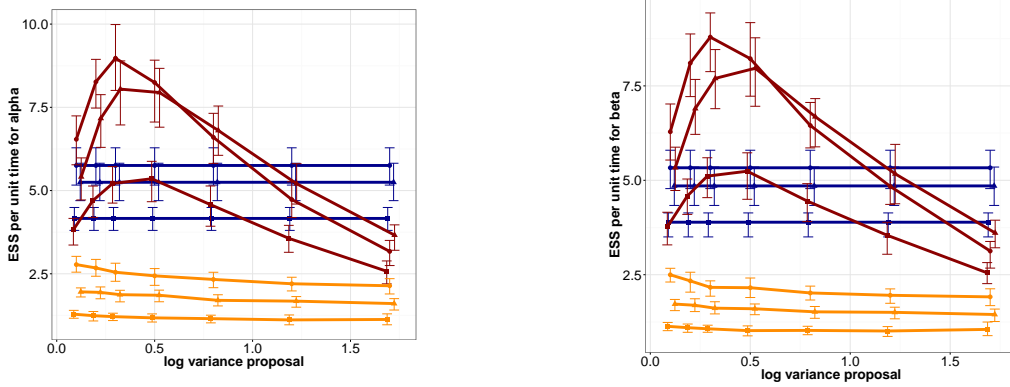 10.0
7.5
5.0
2.5
ESS per unit time for alpha
0.0 0.5 1.0 1.5
log variance proposal
7.5
5.0
2.5
ESS per unit time for beta
0.0 0.5 1.0 1.5
log variance proposal